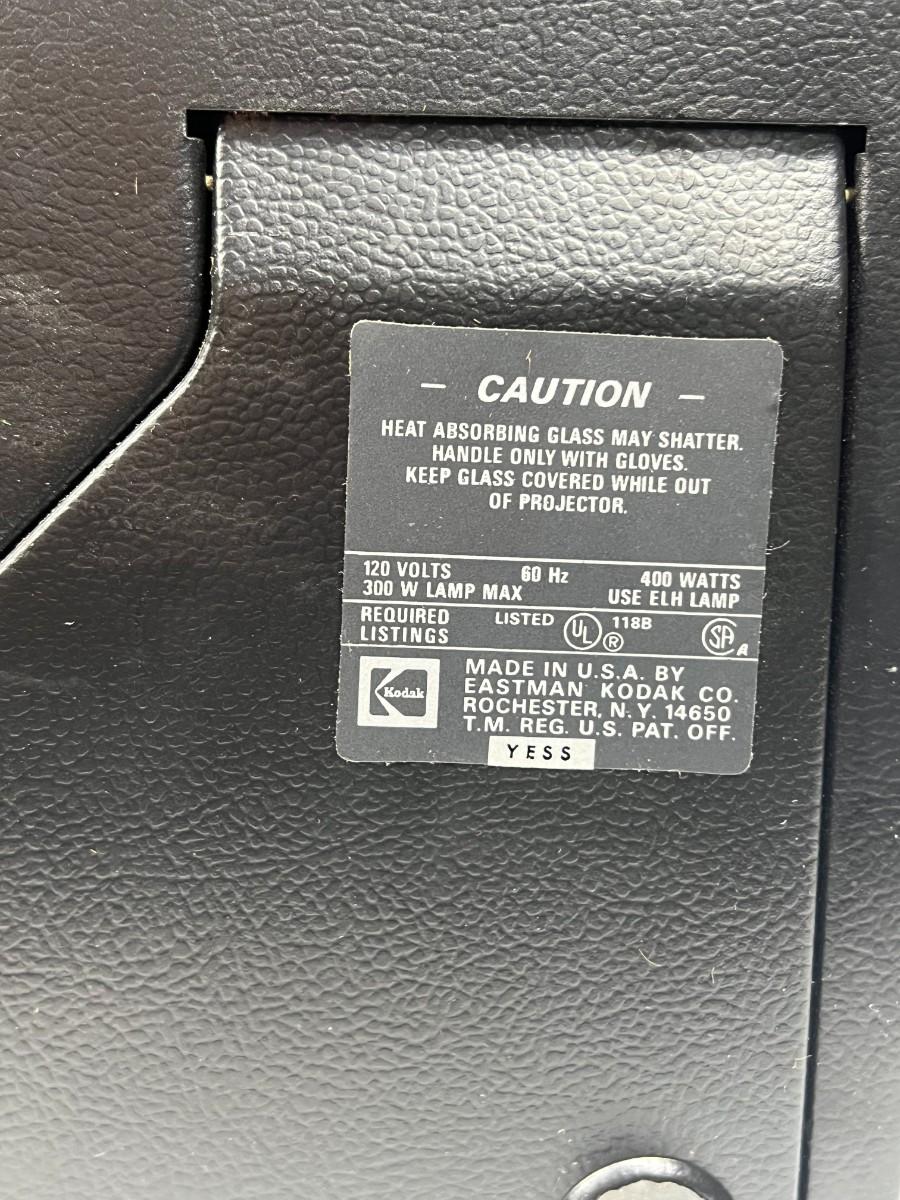 - CAUTION -
HEAT ABSORBING GLASS MAY SHATTER.
HANDLE ONLY WITH GLOVES.
KEEP GLASS COVERED WHILE OUT
OF PROJECTOR.
120 VOLTS 60 Hz 400 WATTS
300 W LAMP MAX USE ELH LAMP
REQUIRED LISTINGS LISTED UL ® 118B SA A
Kodak
MADE IN U.S.A. BY
EASTMAN KODAK CO.
ROCHESTER, N.Y. 14650
T.M. REG. U.S. PAT. OFF.
YESS